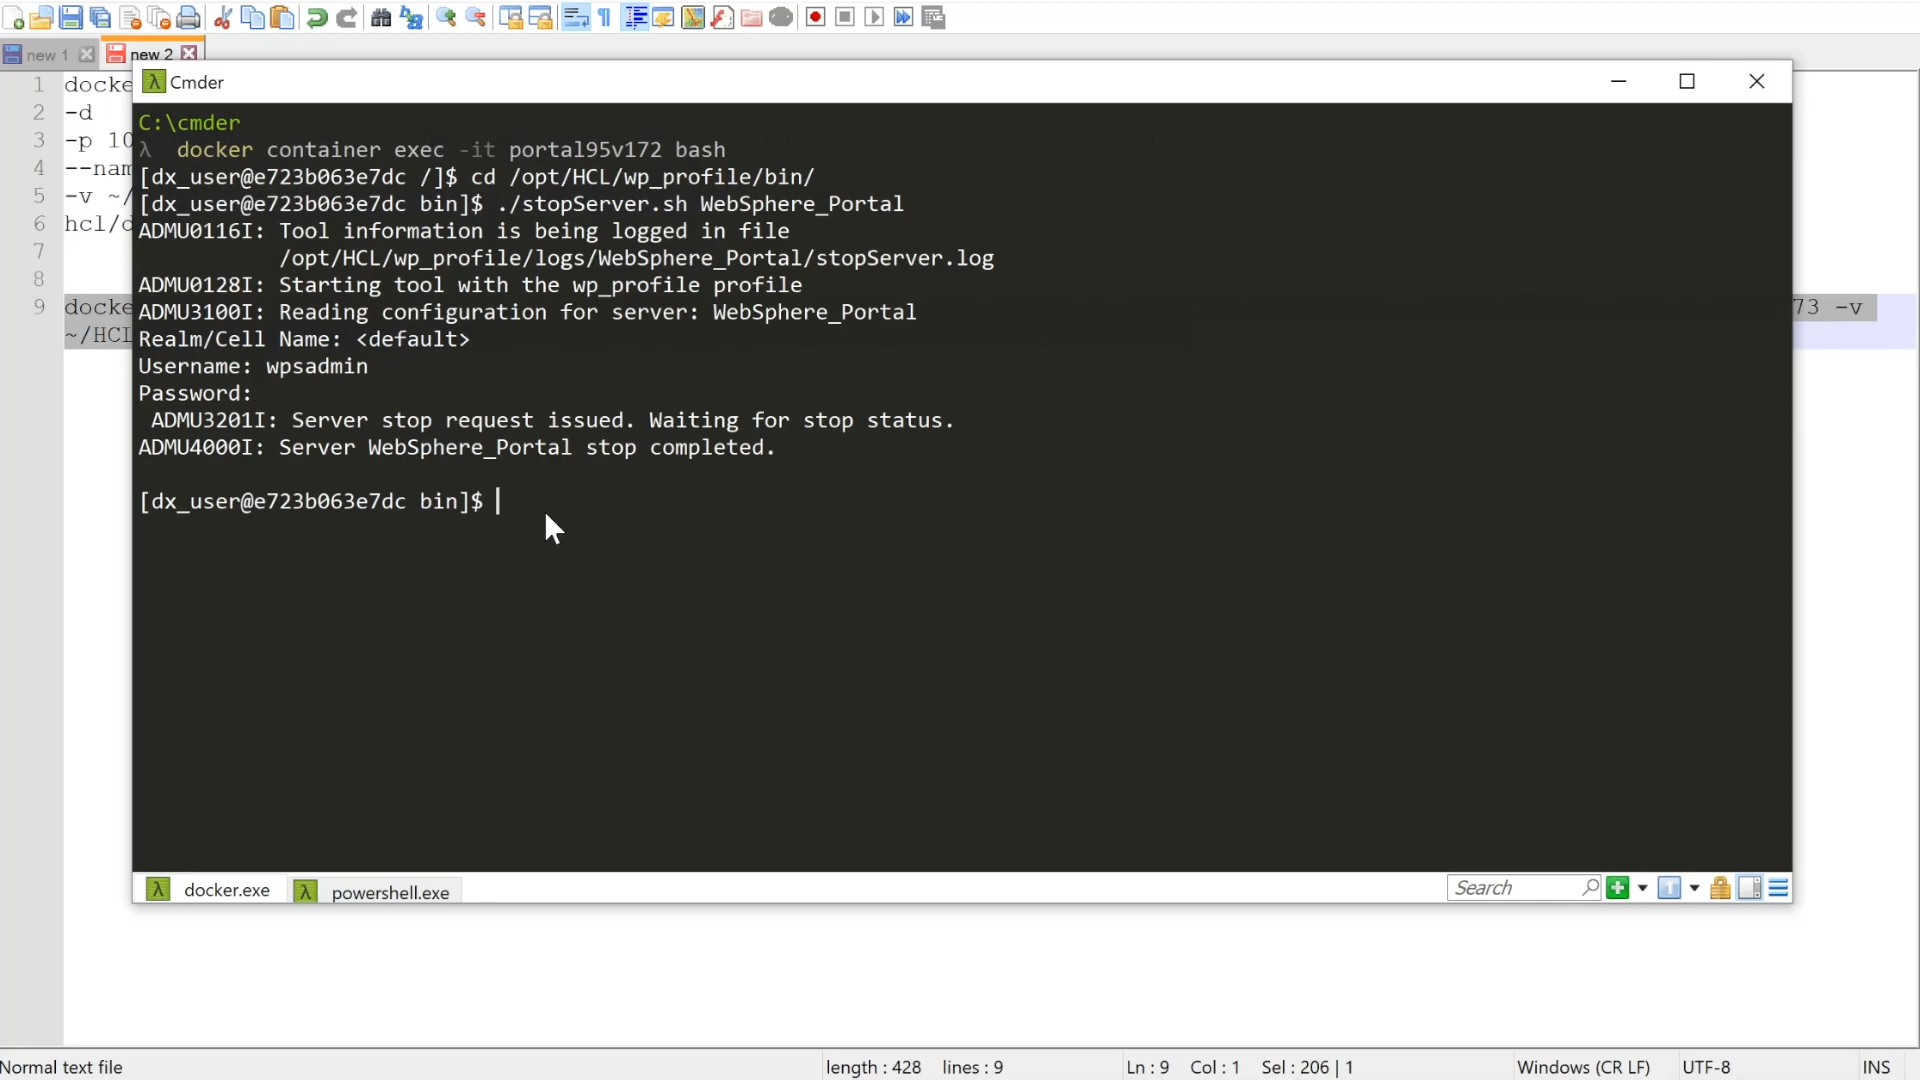 new 1
new 2
Cmder
1 docke
2 -d
3 -p 10
4 --nam
5 -v ~/
6 hcl/d
7
8
9 docke
73 -v
~/HCL
C:\cmder
λ docker container exec -it portal95v172 bash
[dx_user@e723b063e7dc /]$ cd /opt/HCL/wp_profile/bin/
[dx_user@e723b063e7dc bin]$ ./stopServer.sh WebSphere_Portal
ADMU0116I: Tool information is being logged in file
/opt/HCL/wp_profile/logs/WebSphere_Portal/stopServer.log
ADMU0128I: Starting tool with the wp_profile profile
ADMU3100I: Reading configuration for server: WebSphere_Portal
Realm/Cell Name: <default>
Username: wpsadmin
Password:
ADMU3201I: Server stop request issued. Waiting for stop status.
ADMU4000I: Server WebSphere_Portal stop completed.
[dx_user@e723b063e7dc bin]$
λ docker.exe
λ powershell.exe
Search
Normal text file
length : 428 lines : 9
Ln : 9 Col : 1 Sel : 206 | 1
Windows (CR LF)
UTF-8
INS